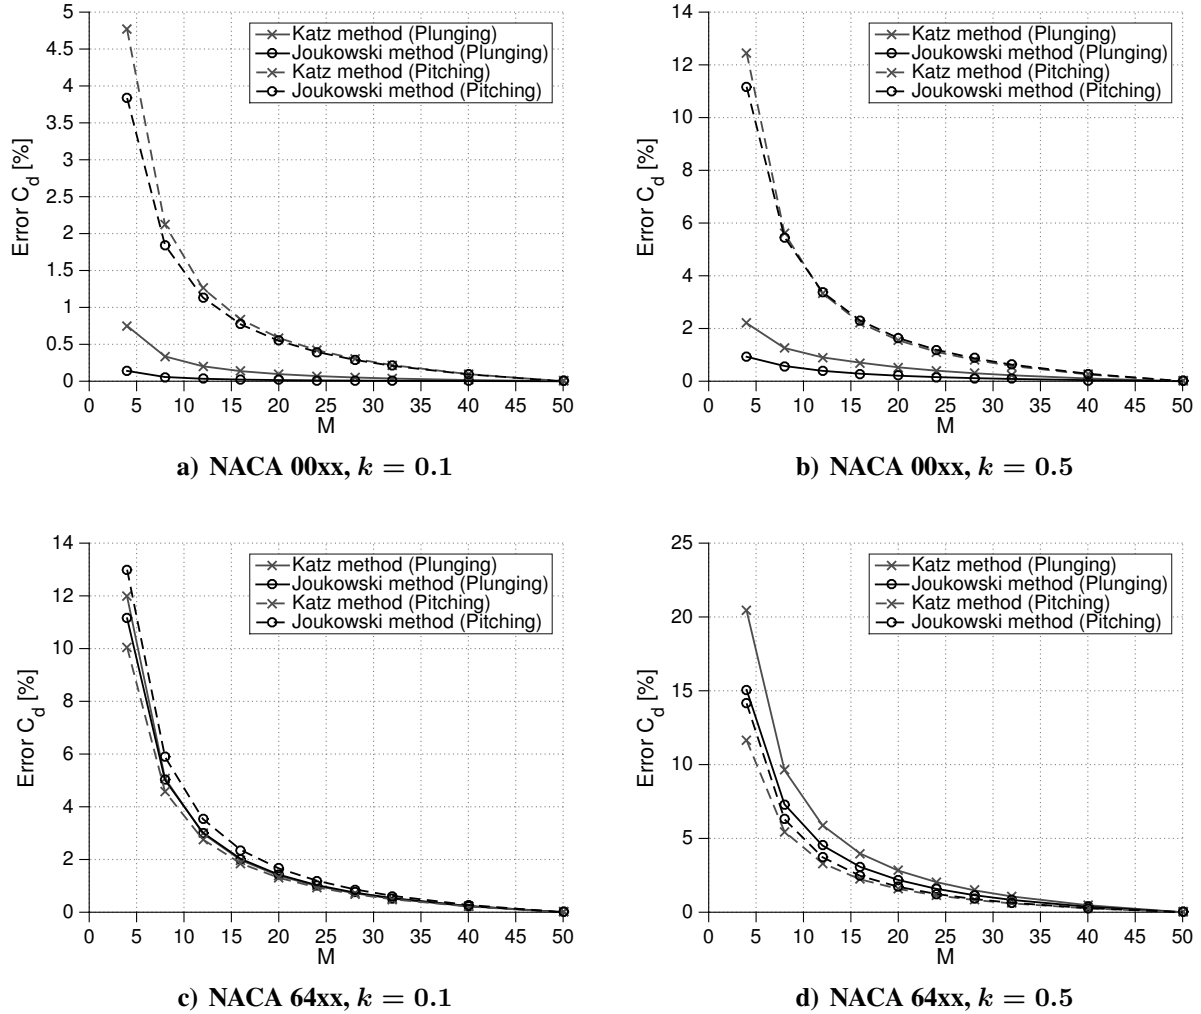 5
4.5
4
3.5
3
2.5
2
1.5
1
0.5
0
Error C_d [%]
Katz method (Plunging)
Joukowski method (Plunging)
Katz method (Pitching)
Joukowski method (Pitching)
0 5 10 15 20 25 30 35 40 45 50
M
a) NACA 00xx, k = 0.1
14
12
10
8
6
4
2
0
Error C_d [%]
Katz method (Plunging)
Joukowski method (Plunging)
Katz method (Pitching)
Joukowski method (Pitching)
0 5 10 15 20 25 30 35 40 45 50
M
b) NACA 00xx, k = 0.5
14
12
10
8
6
4
2
0
Error C_d [%]
Katz method (Plunging)
Joukowski method (Plunging)
Katz method (Pitching)
Joukowski method (Pitching)
0 5 10 15 20 25 30 35 40 45 50
M
c) NACA 64xx, k = 0.1
25
20
15
10
5
0
Error C_d [%]
Katz method (Plunging)
Joukowski method (Plunging)
Katz method (Pitching)
Joukowski method (Pitching)
0 5 10 15 20 25 30 35 40 45 50
M
d) NACA 64xx, k = 0.5